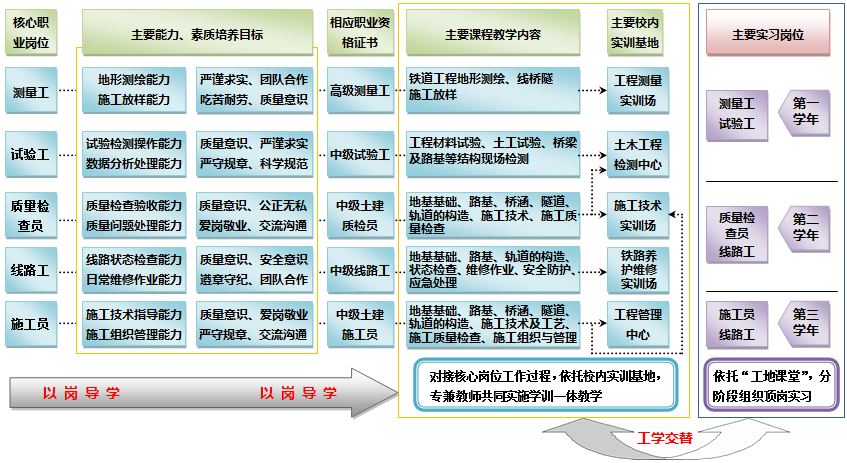 核心职
业岗位
主要能力、素质培养目标
相应职业资
格证书
主要课程教学内容
主要校内
实训基地
主要实习岗位
测量工
地形测绘能力
施工放样能力
严谨求实、团队合作
吃苦耐劳、质量意识
高级测量工
铁道工程地形测绘、线桥隧
施工放样
工程测量
实训场
测量工
试验工
第一
学年
试验工
试验检测操作能力
数据分析处理能力
质量意识、严谨求实
严守规章、科学规范
中级试验工
工程材料试验、土工试验、桥梁
及路基等结构现场检测
土木工程
检测中心
质量检
查员
质量检查验收能力
质量问题处理能力
质量意识、公正无私
爱岗敬业、交流沟通
中级土建
质检员
地基基础、路基、桥涵、隧道、
轨道的构造、施工技术、施工质
量检查
施工技术
实训场
质量检
查员
线路工
第二
学年
线路工
线路状态检查能力
日常维修作业能力
质量意识、安全意识
遵章守纪、团队合作
中级线路工
地基基础、路基、轨道的构造、
状态检查、维修作业、安全防护、
应急处理
铁路养
护维修
实训场
施工员
施工技术指导能力
施工组织管理能力
质量意识、爱岗敬业
严守规章、交流沟通
中级土建
施工员
地基基础、路基、桥涵、隧道、
轨道的构造、施工技术及工艺、
施工质量检查、施工组织与管理
工程管理
中心
施工员
线路工
第三
学年
以岗导学
以岗导学
对接核心岗位工作过程，依托校内实训基地，
专兼教师共同实施学训一体教学
依托“工地课堂”，分
阶段组织顶岗实习
工学交替